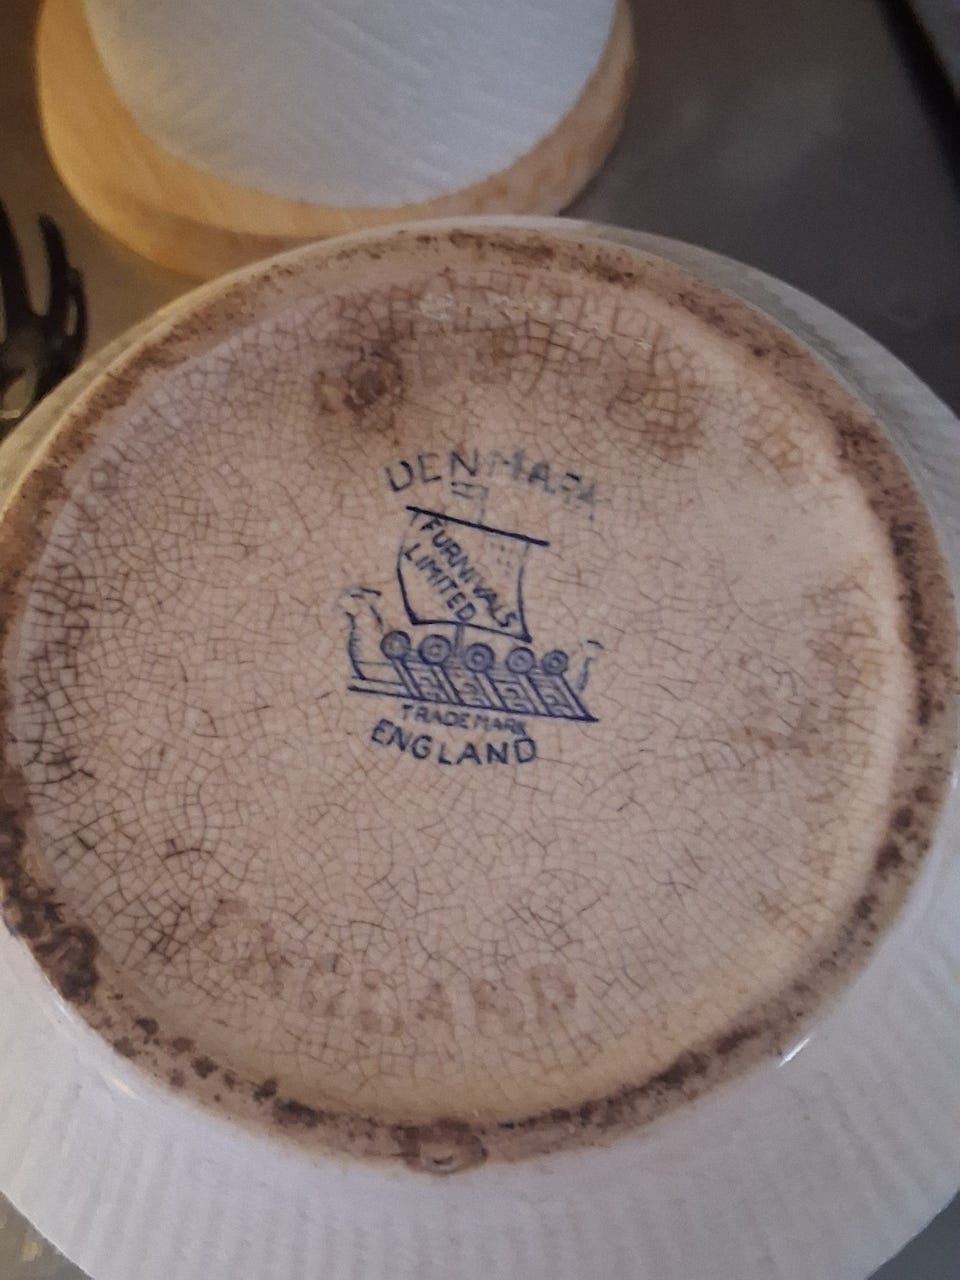 DENMARK
FURNIVALS
LIMITED
TRADE MARK
ENGLAND